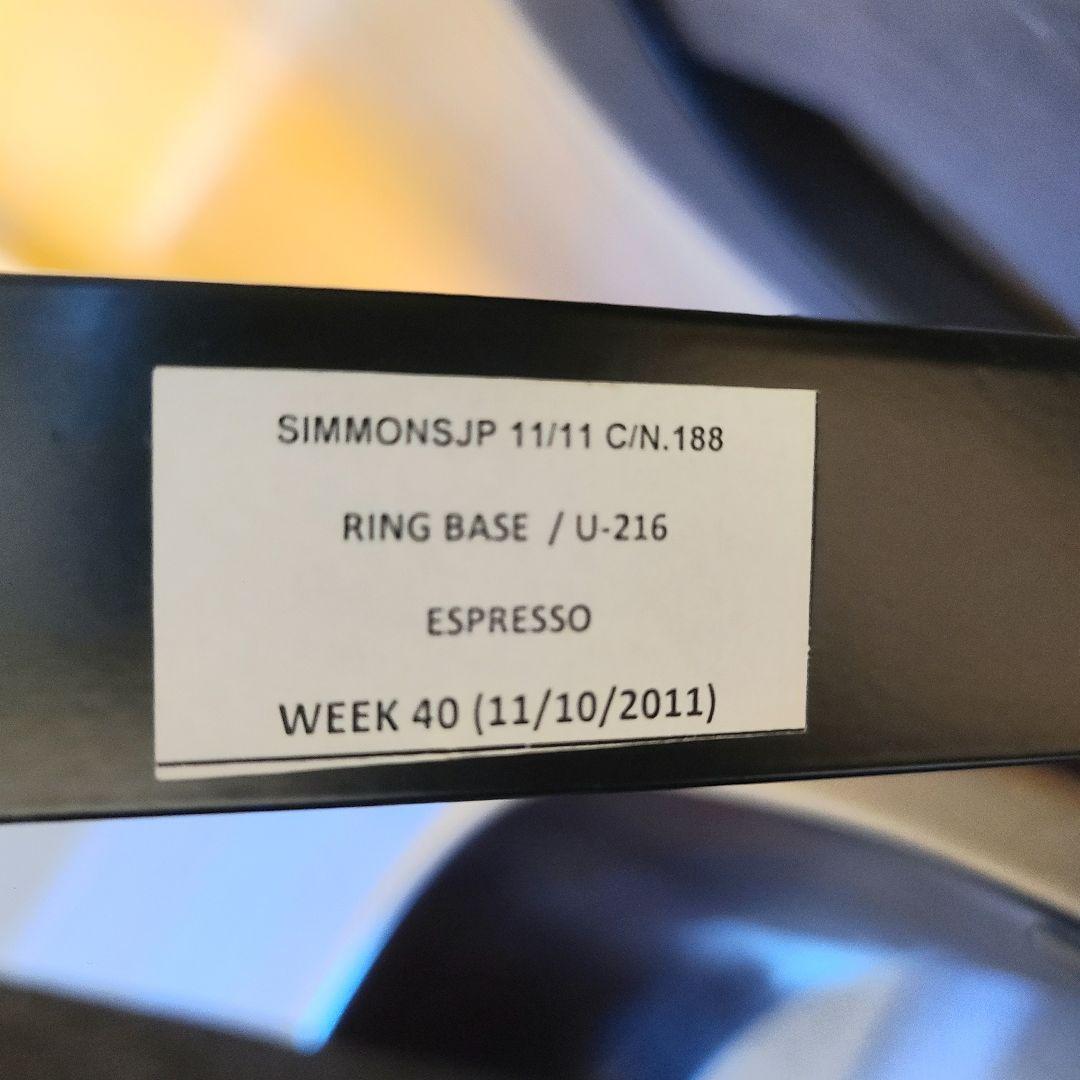 SIMMONSJP 11/11 C/N.188
RING BASE / U-216
ESPRESSO
WEEK 40 (11/10/2011)